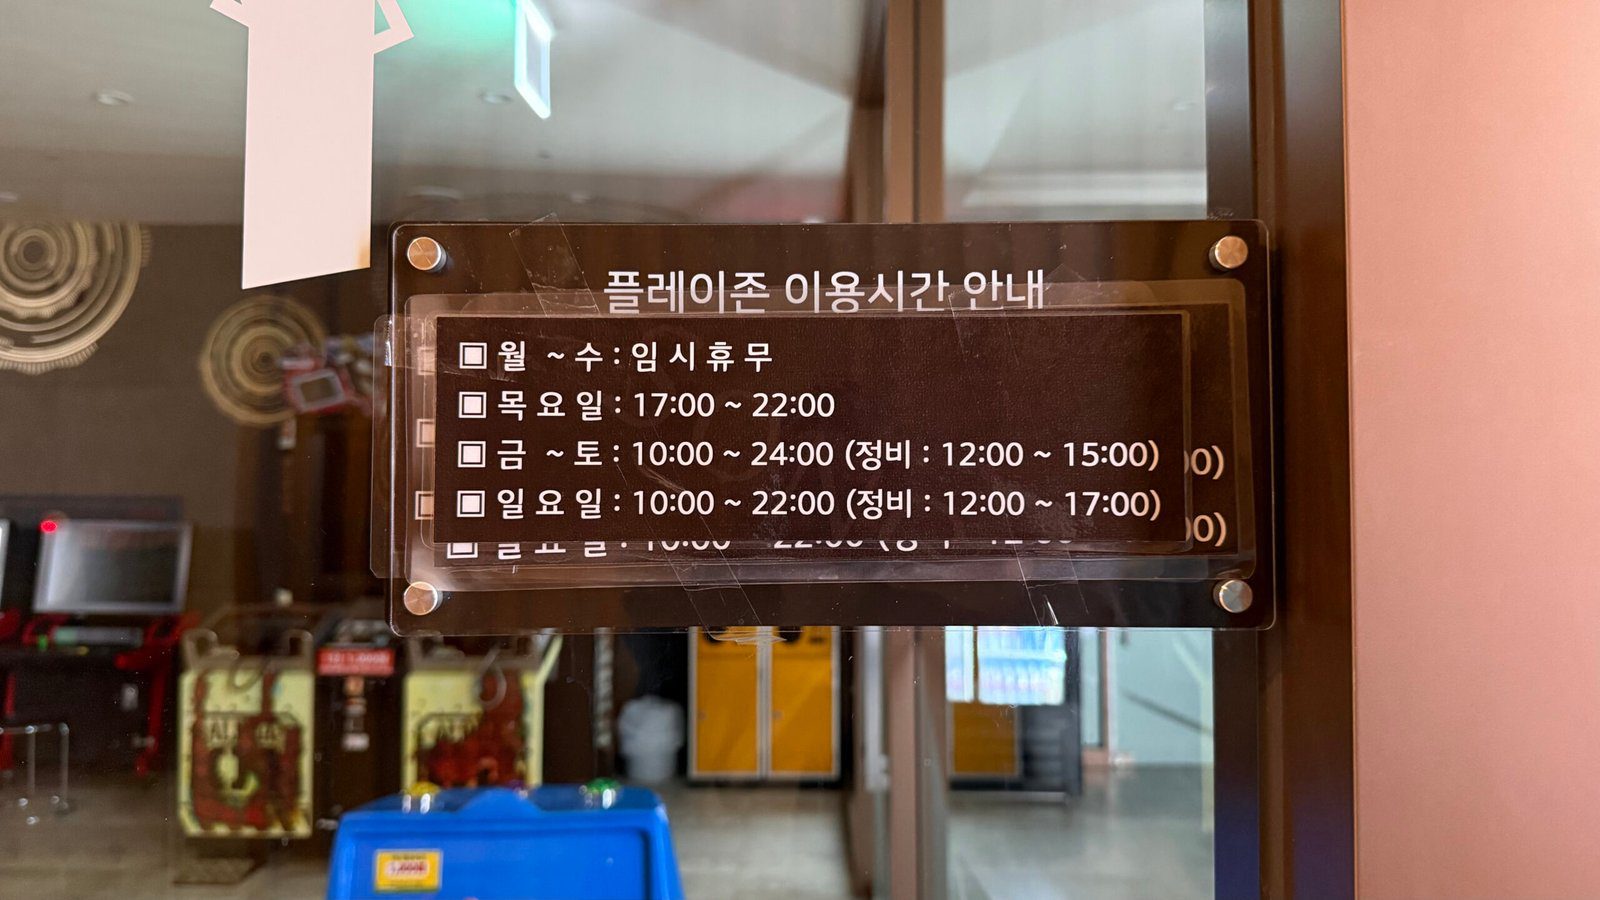 플레이존 이용시간 안내
▣ 월 ~ 수 : 임 시 휴 무
▣ 목 요 일 : 17:00 ~ 22:00
▣ 금 ~ 토 : 10:00 ~ 24:00 (정비 : 12:00 ~ 15:00)
▣ 일 요 일 : 10:00 ~ 22:00 (정비 : 12:00 ~ 17:00)